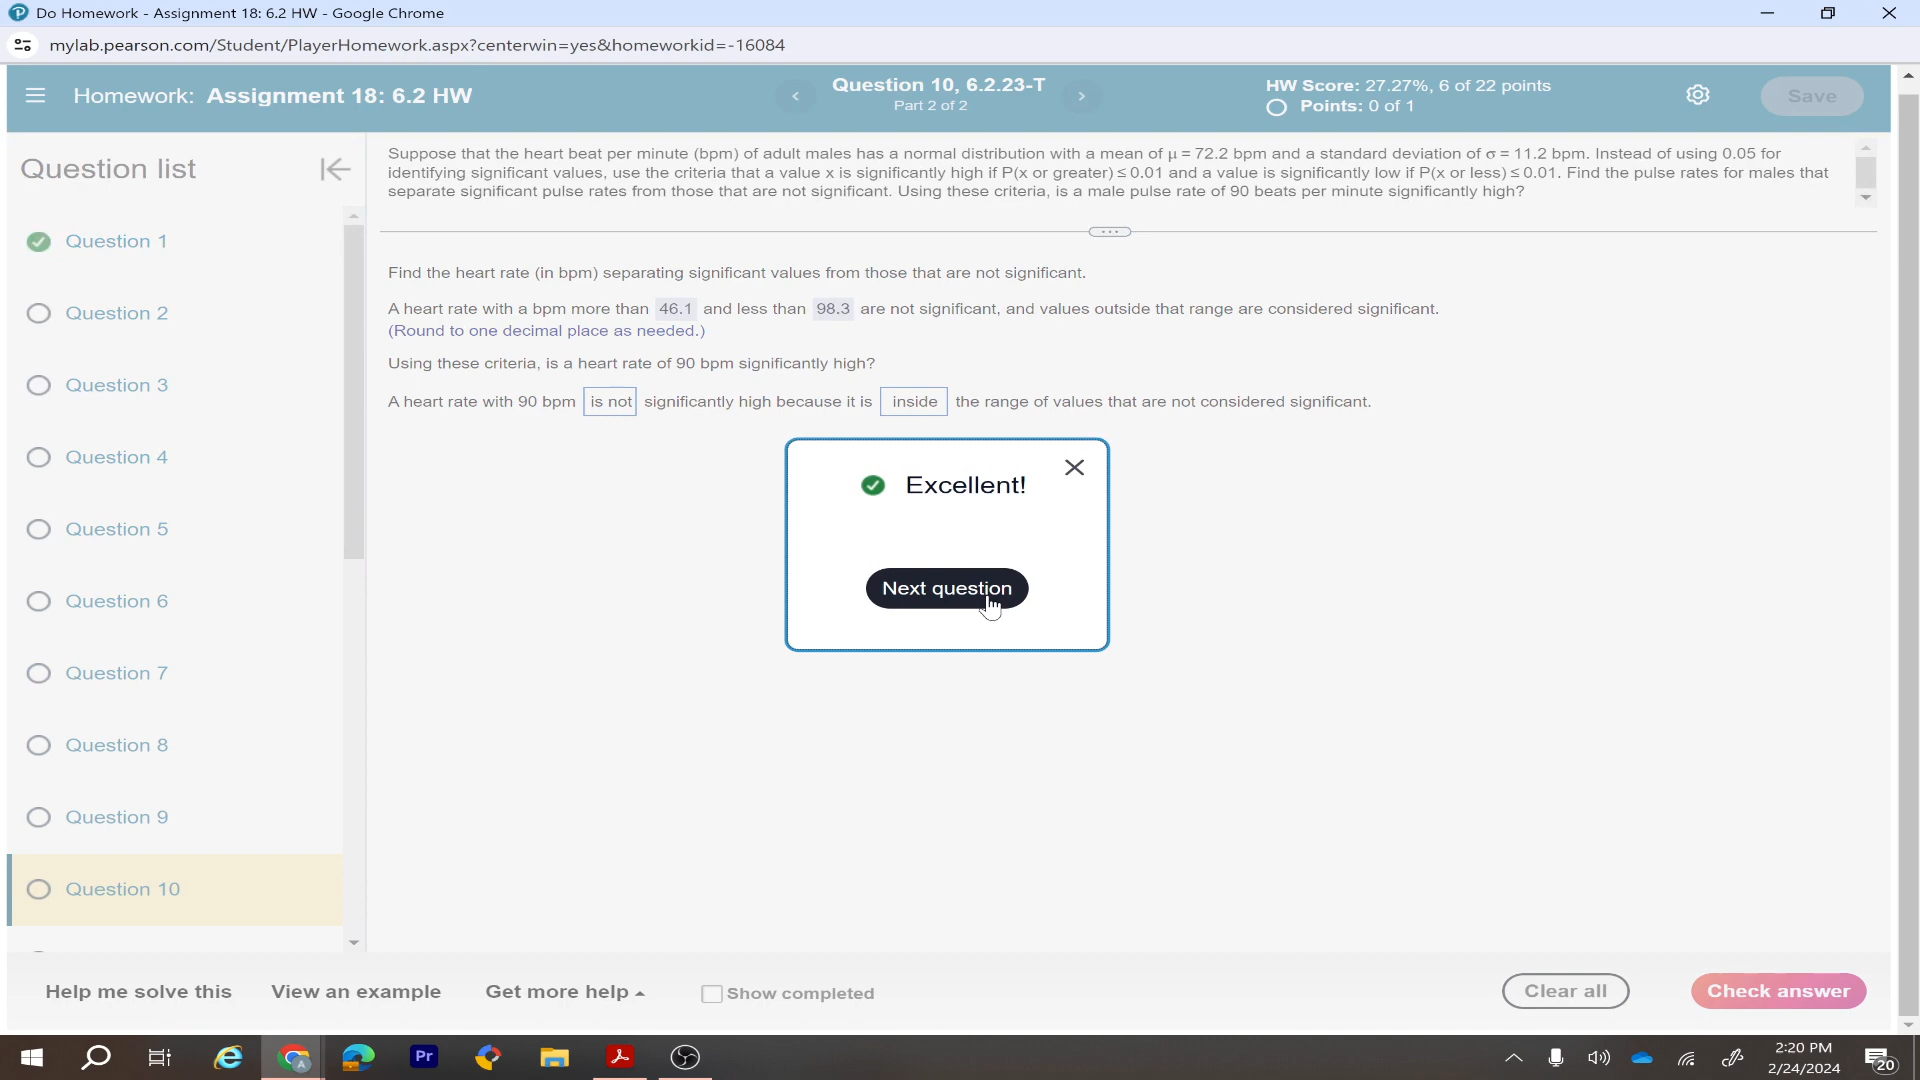 Do Homework - Assignment 18: 6.2 HW - Google Chrome
mylab.pearson.com/Student/PlayerHomework.aspx?centerwin=yes&homeworkid=-16084
Homework: Assignment 18: 6.2 HW
Question 10, 6.2.23-T
Part 2 of 2
HW Score: 27.27%, 6 of 22 points
Points: 0 of 1
Save
Question list
Question 1
Question 2
Question 3
Question 4
Question 5
Question 6
Question 7
Question 8
Question 9
Question 10
Suppose that the heart beat per minute (bpm) of adult males has a normal distribution with a mean of μ = 72.2 bpm and a standard deviation of σ = 11.2 bpm. Instead of using 0.05 for
identifying significant values, use the criteria that a value x is significantly high if P(x or greater) ≤ 0.01 and a value is significantly low if P(x or less) ≤ 0.01. Find the pulse rates for males that
separate significant pulse rates from those that are not significant. Using these criteria, is a male pulse rate of 90 beats per minute significantly high?
Find the heart rate (in bpm) separating significant values from those that are not significant.
A heart rate with a bpm more than 46.1 and less than 98.3 are not significant, and values outside that range are considered significant.
(Round to one decimal place as needed.)
Using these criteria, is a heart rate of 90 bpm significantly high?
A heart rate with 90 bpm is not significantly high because it is inside the range of values that are not considered significant.
Excellent!
Next question
Help me solve this
View an example
Get more help
Show completed
Clear all
Check answer
Pr
A
2:20 PM
2/24/2024
20